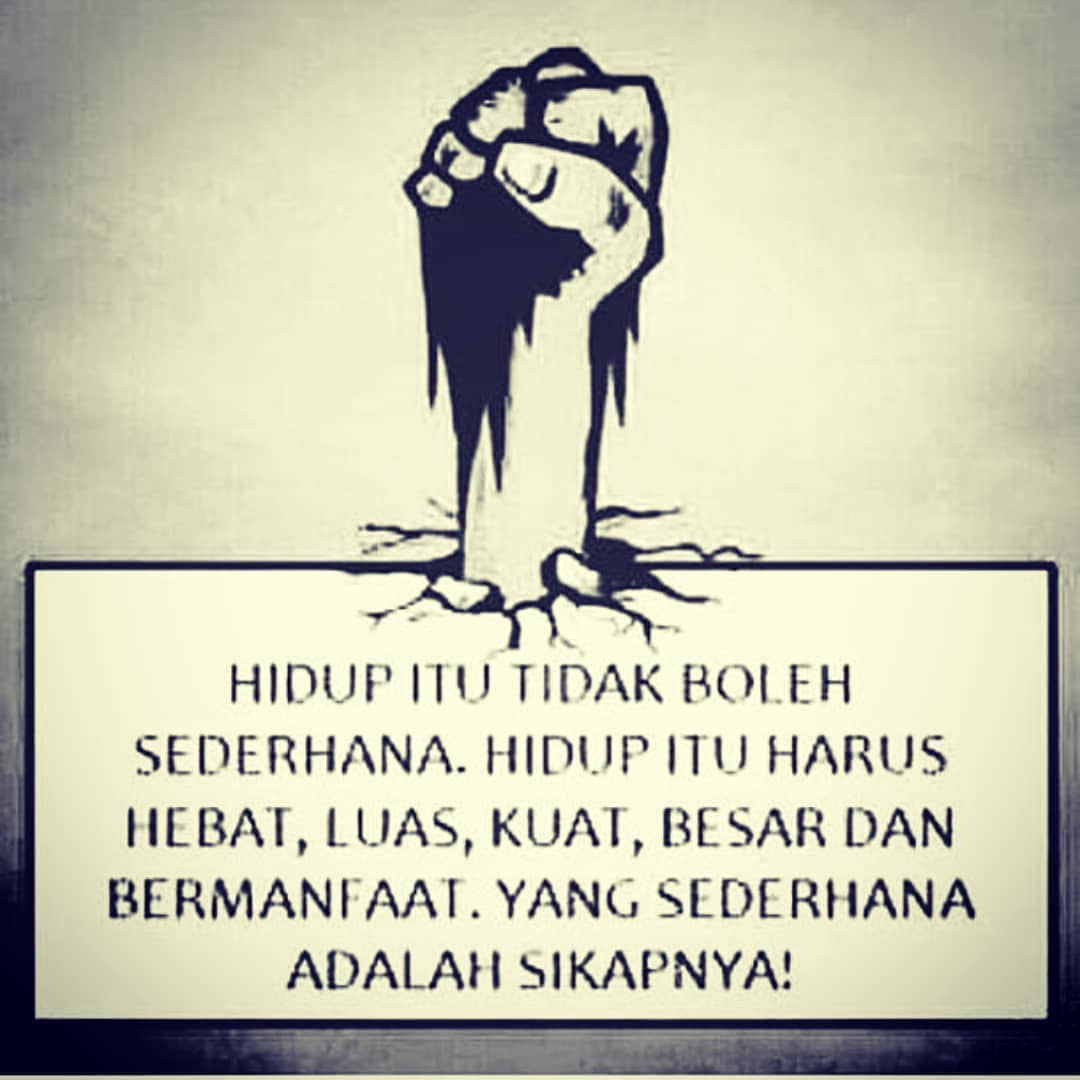 HIDUP ITU TIDAK BOLEH
SEDERHANA. HIDUP ITU HARUS
HEBAT, LUAS, KUAT, BESAR DAN
BERMANFAAT. YANG SEDERHANA
ADALAH SIKAPNYA!